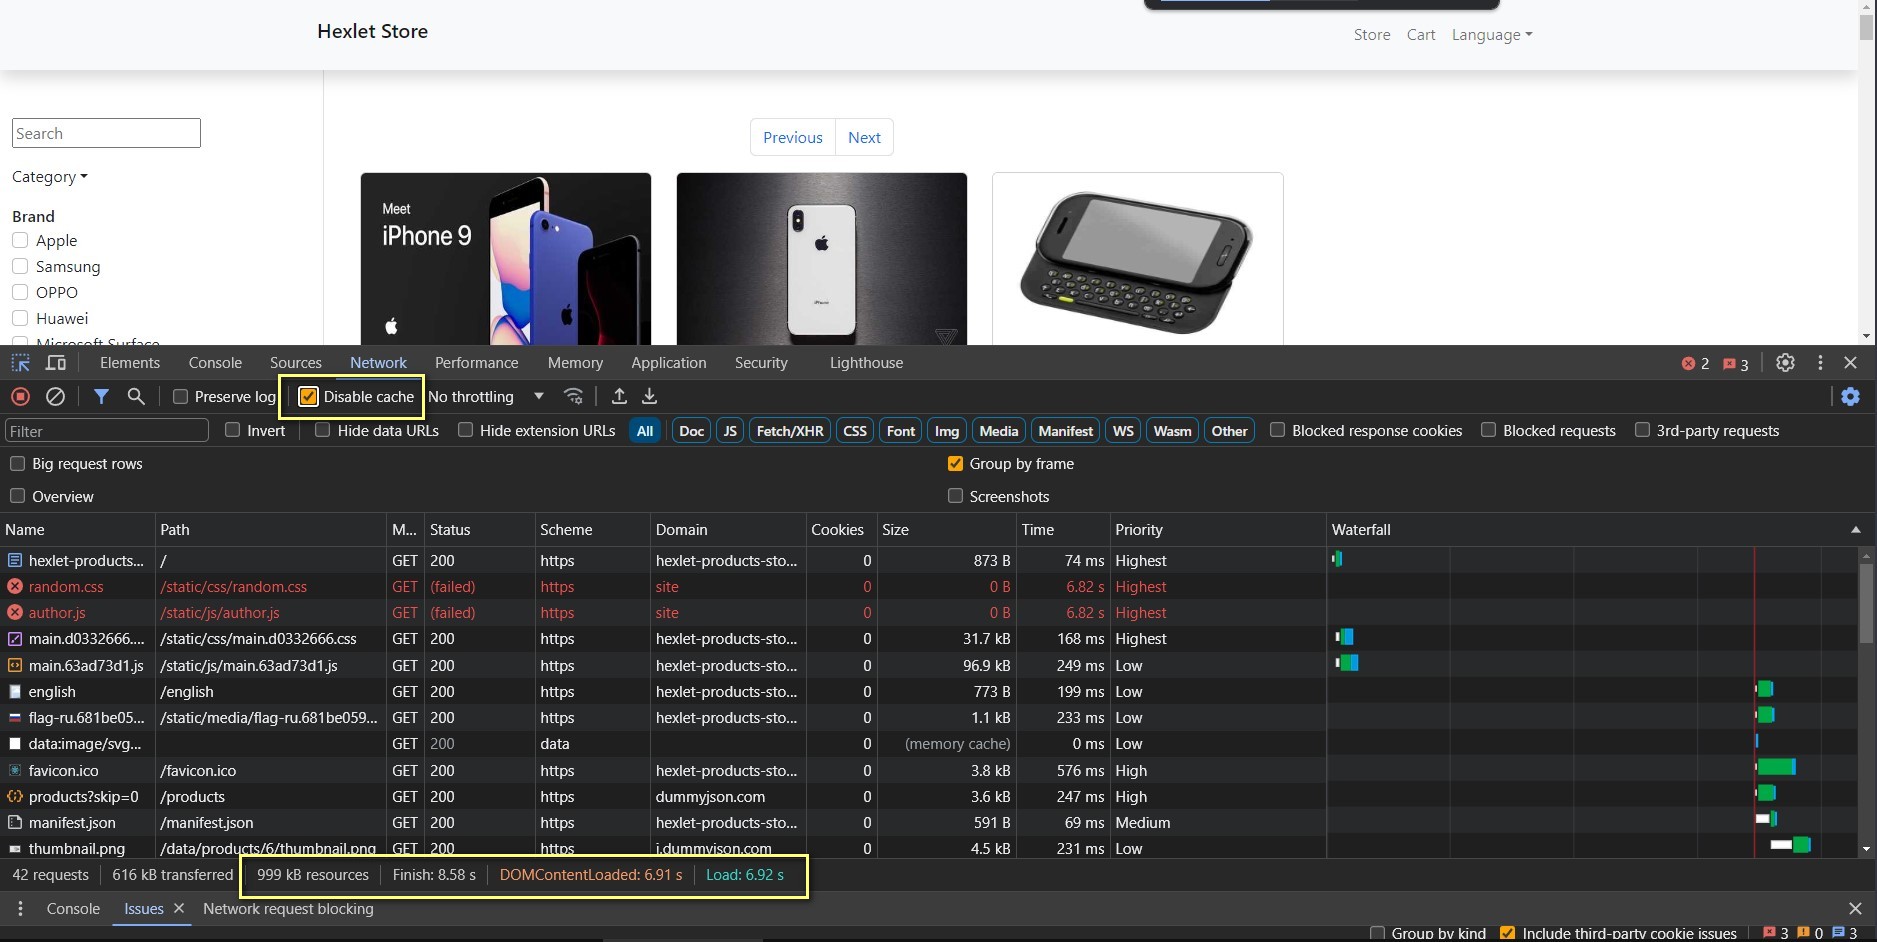 Hexlet Store
Store Cart Language
Search
Previous Next
Category
Brand
Apple
Samsung
OPPO
Huawei
Microsoft Surface
Meet
iPhone 9
iPhone
Elements Console Sources Network Performance Memory Application Security Lighthouse 2 3
Preserve log Disable cache No throttling
Filter Invert Hide data URLs Hide extension URLs All Doc JS Fetch/XHR CSS Font Img Media Manifest WS Wasm Other Blocked response cookies Blocked requests 3rd-party requests
Big request rows Group by frame
Overview Screenshots
Name Path M... Status Scheme Domain Cookies Size Time Priority Waterfall
hexlet-products... / GET 200 https hexlet-products-sto... 0 873 B 74 ms Highest
random.css /static/css/random.css GET (failed) https site 0 0 B 6.82 s Highest
author.js /static/js/author.js GET (failed) https site 0 0 B 6.82 s Highest
main.d0332666.... /static/css/main.d0332666.css GET 200 https hexlet-products-sto... 0 31.7 kB 168 ms Highest
main.63ad73d1.js /static/js/main.63ad73d1.js GET 200 https hexlet-products-sto... 0 96.9 kB 249 ms Low
english /english GET 200 https hexlet-products-sto... 0 773 B 199 ms Low
flag-ru.681be05... /static/media/flag-ru.681be059... GET 200 https hexlet-products-sto... 0 1.1 kB 233 ms Low
data:image/svg... GET 200 data 0 (memory cache) 0 ms Low
favicon.ico /favicon.ico GET 200 https hexlet-products-sto... 0 3.8 kB 576 ms High
products?skip=0 /products GET 200 https dummyjson.com 0 3.6 kB 247 ms High
manifest.json /manifest.json GET 200 https hexlet-products-sto... 0 591 B 69 ms Medium
thumbnail.png /data/products/6/thumbnail.png GET 200 https i.dummyjson.com 0 4.5 kB 231 ms Low
42 requests 616 kB transferred 999 kB resources Finish: 8.58 s DOMContentLoaded: 6.91 s Load: 6.92 s
Console Issues Network request blocking
Group by kind Include third-party cookie issues 3 0 3